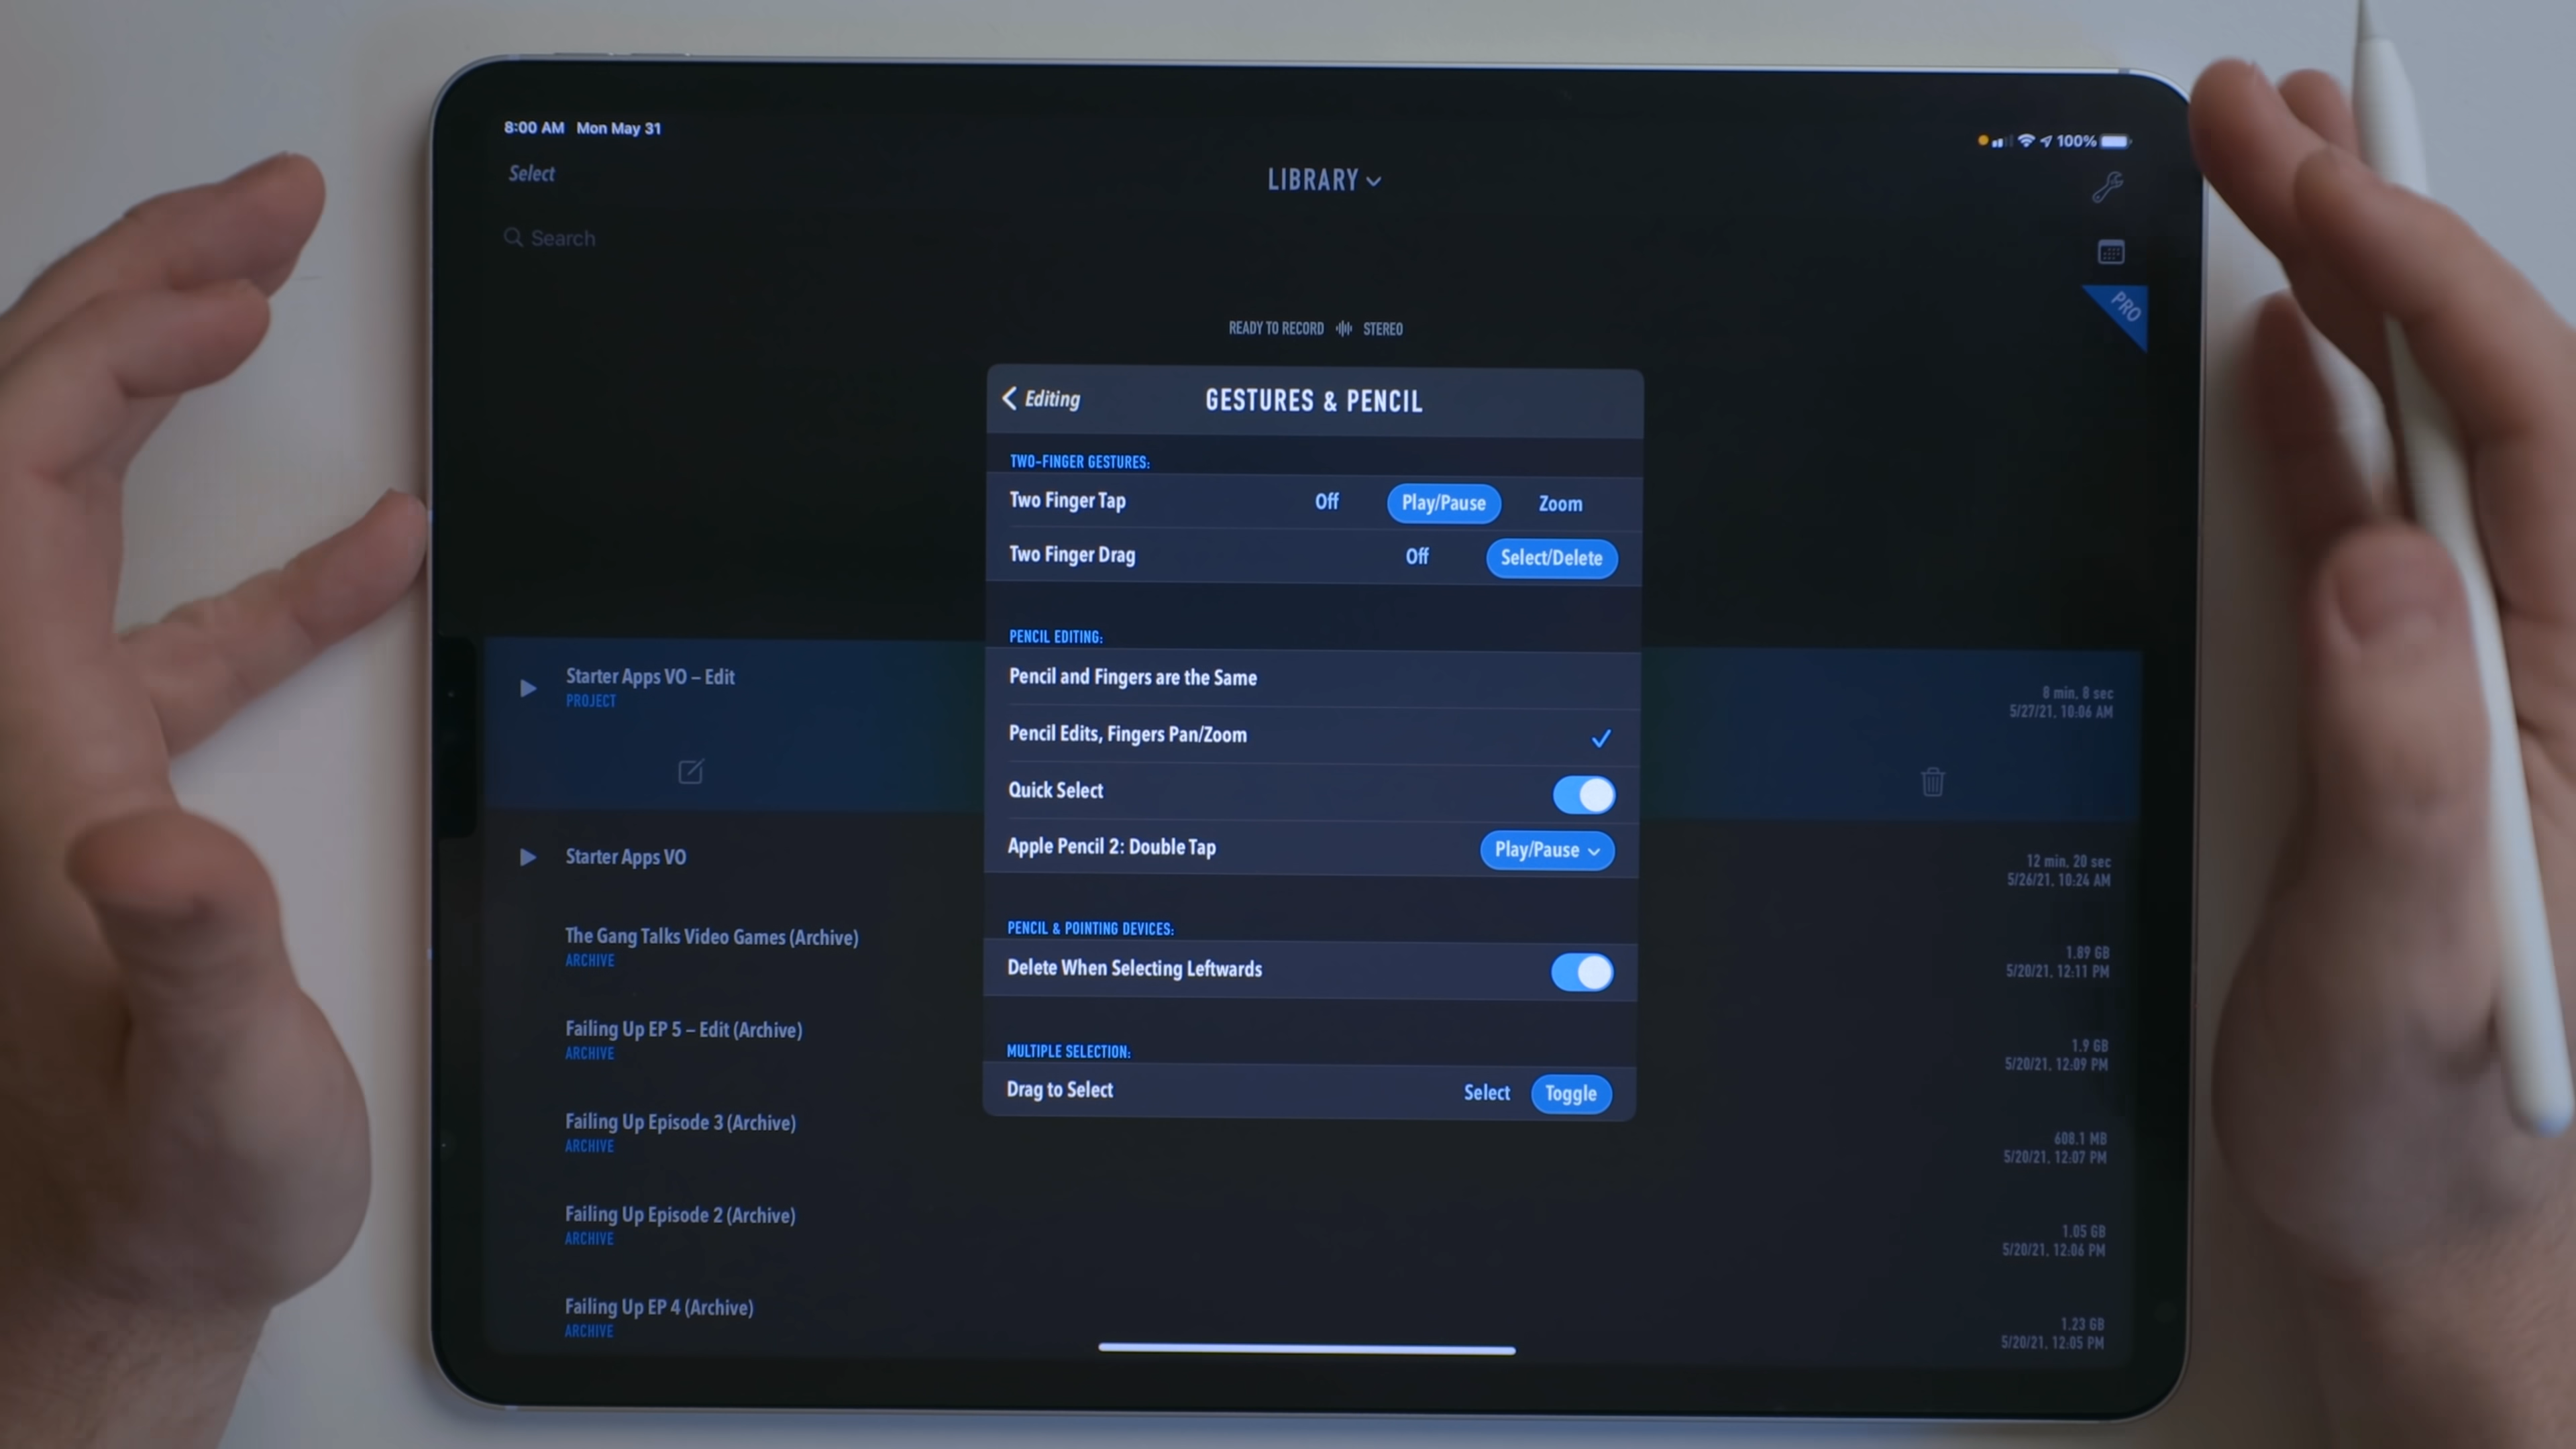 8:00 AM Mon May 31
100%
Select
LIBRARY
Search
PRO
READY TO RECORD STEREO
Editing
GESTURES & PENCIL
TWO-FINGER GESTURES:
Two Finger Tap Off Play/Pause Zoom
Two Finger Drag Off Select/Delete
PENCIL EDITING:
Pencil and Fingers are the Same
Pencil Edits, Fingers Pan/Zoom
Quick Select
Apple Pencil 2: Double Tap Play/Pause
PENCIL & POINTING DEVICES:
Delete When Selecting Leftwards
MULTIPLE SELECTION:
Drag to Select Select Toggle
Starter Apps VO – Edit
PROJECT
8 min, 8 sec
5/27/21, 10:06 AM
Starter Apps VO
12 min, 20 sec
5/26/21, 10:24 AM
The Gang Talks Video Games (Archive)
ARCHIVE
1.89 GB
5/20/21, 12:11 PM
Failing Up EP 5 – Edit (Archive)
ARCHIVE
1.9 GB
5/20/21, 12:09 PM
Failing Up Episode 3 (Archive)
ARCHIVE
608.1 MB
5/20/21, 12:07 PM
Failing Up Episode 2 (Archive)
ARCHIVE
1.05 GB
5/20/21, 12:06 PM
Failing Up EP 4 (Archive)
ARCHIVE
1.23 GB
5/20/21, 12:05 PM